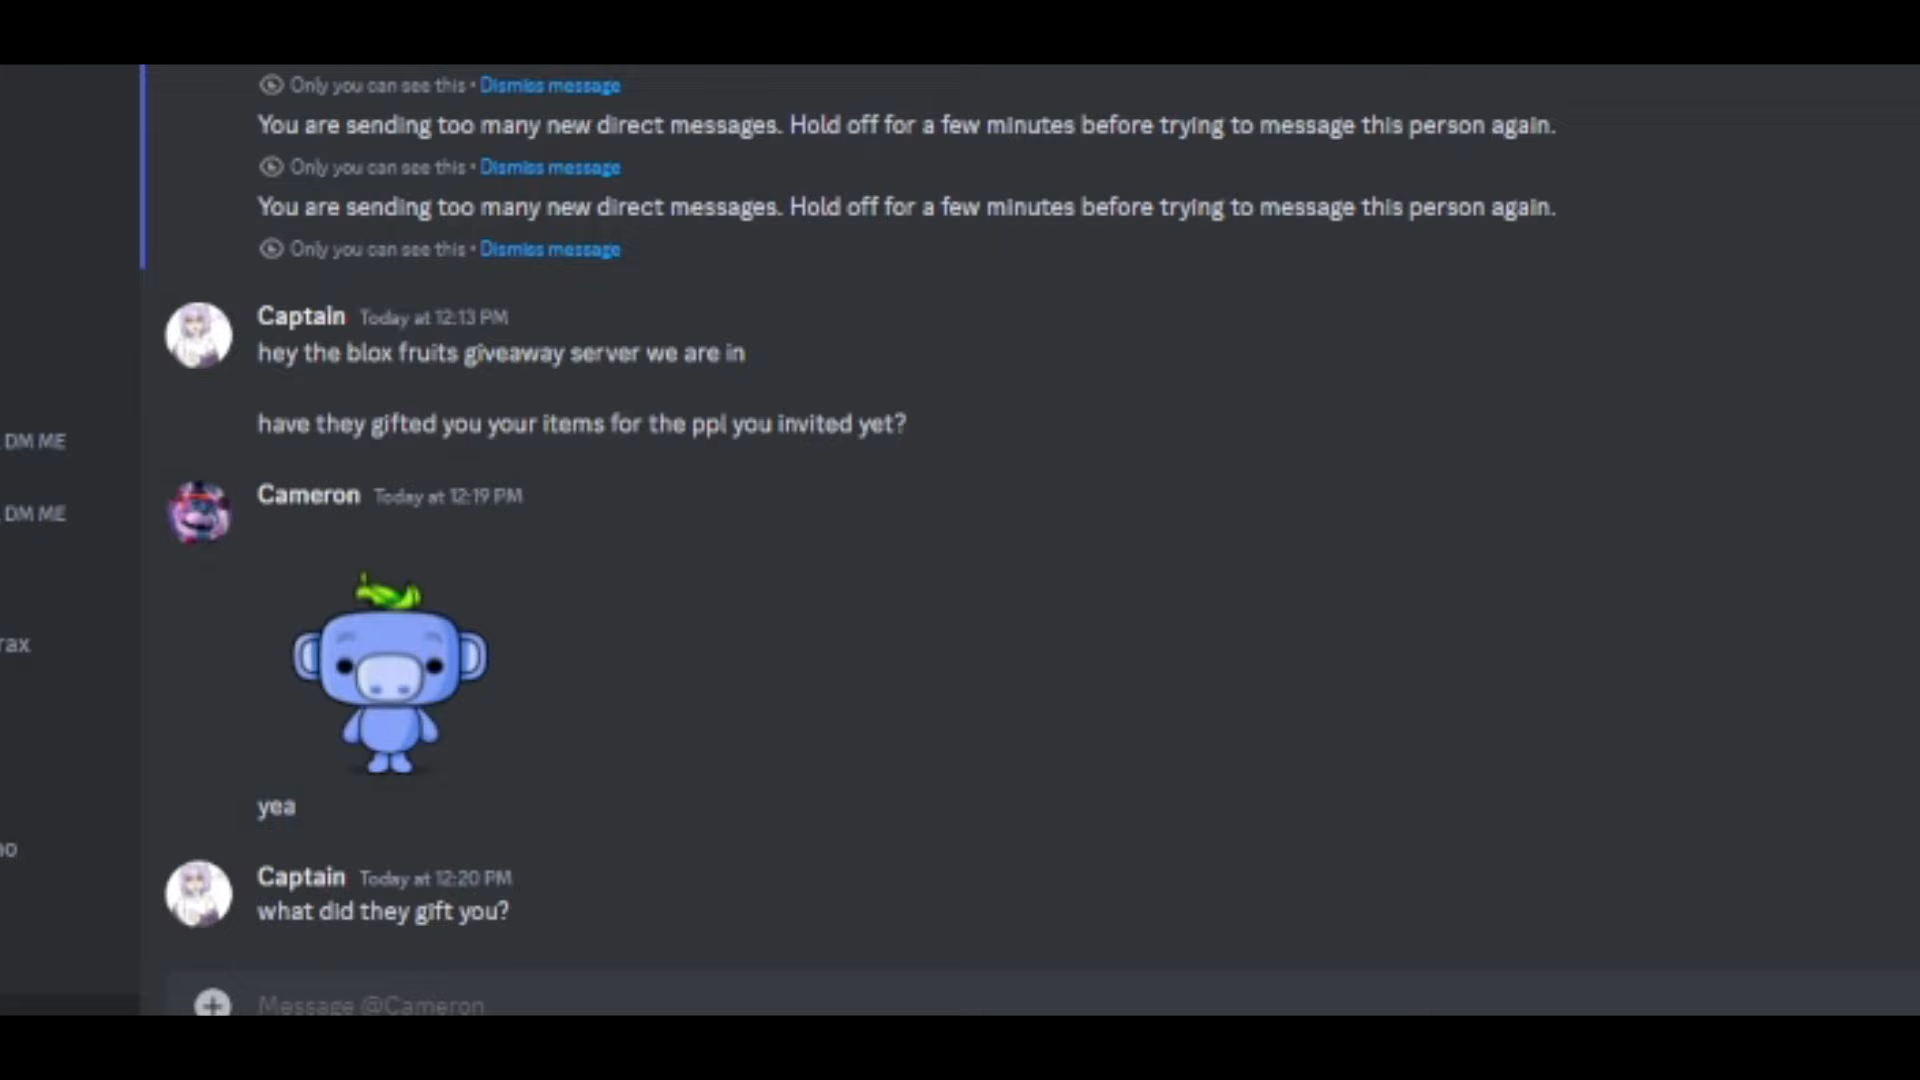 Only you can see this • Dismiss message
You are sending too many new direct messages. Hold off for a few minutes before trying to message this person again.
Only you can see this • Dismiss message
You are sending too many new direct messages. Hold off for a few minutes before trying to message this person again.
Only you can see this • Dismiss message
Captain Today at 12:13 PM
hey the blox fruits giveaway server we are in
have they gifted you your items for the ppl you invited yet?
DM ME
Cameron Today at 12:19 PM
DM ME
rax
yea
no
Captain Today at 12:20 PM
what did they gift you?
Message @Cameron